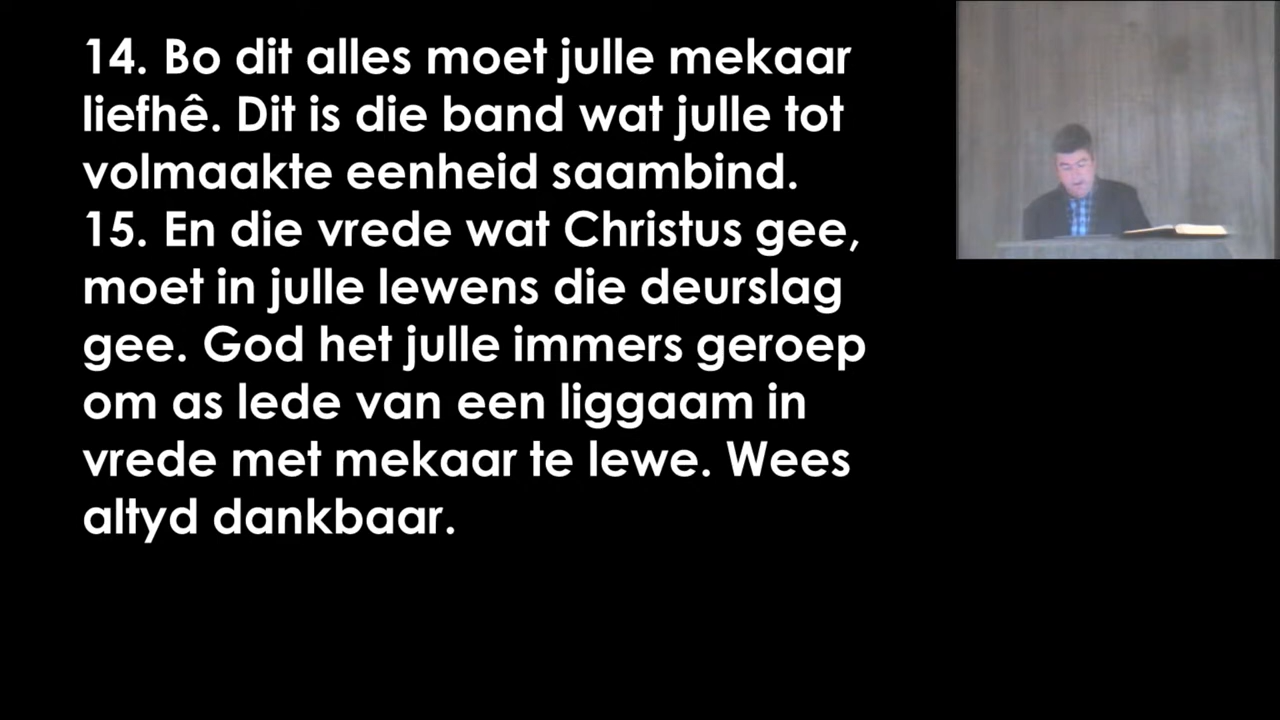 14. Bo dit alles moet julle mekaar
liefhê. Dit is die band wat julle tot
volmaakte eenheid saambind.
15. En die vrede wat Christus gee,
moet in julle lewens die deurslag
gee. God het julle immers geroep
om as lede van een liggaam in
vrede met mekaar te lewe. Wees
altyd dankbaar.